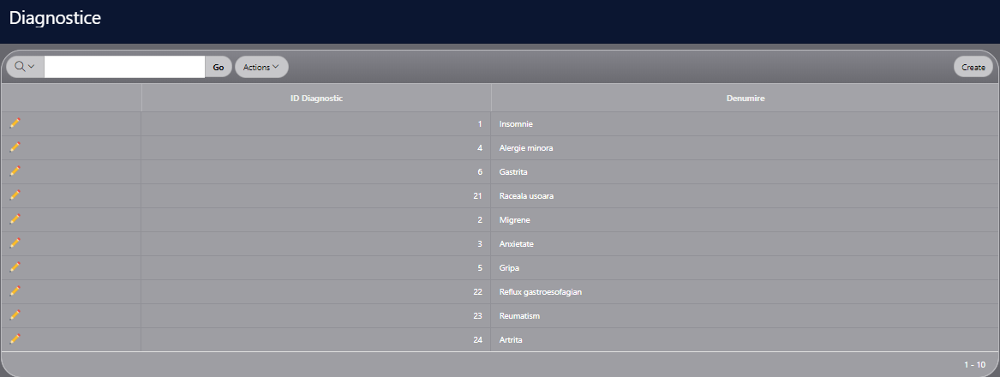 Diagnostice
Go Actions Create
ID Diagnostic Denumire
1 Insomnie
4 Alergie minora
6 Gastrita
21 Raceala usoara
2 Migrene
3 Anxietate
5 Gripa
22 Reflux gastroesofagian
23 Reumatism
24 Artrita
1 - 10